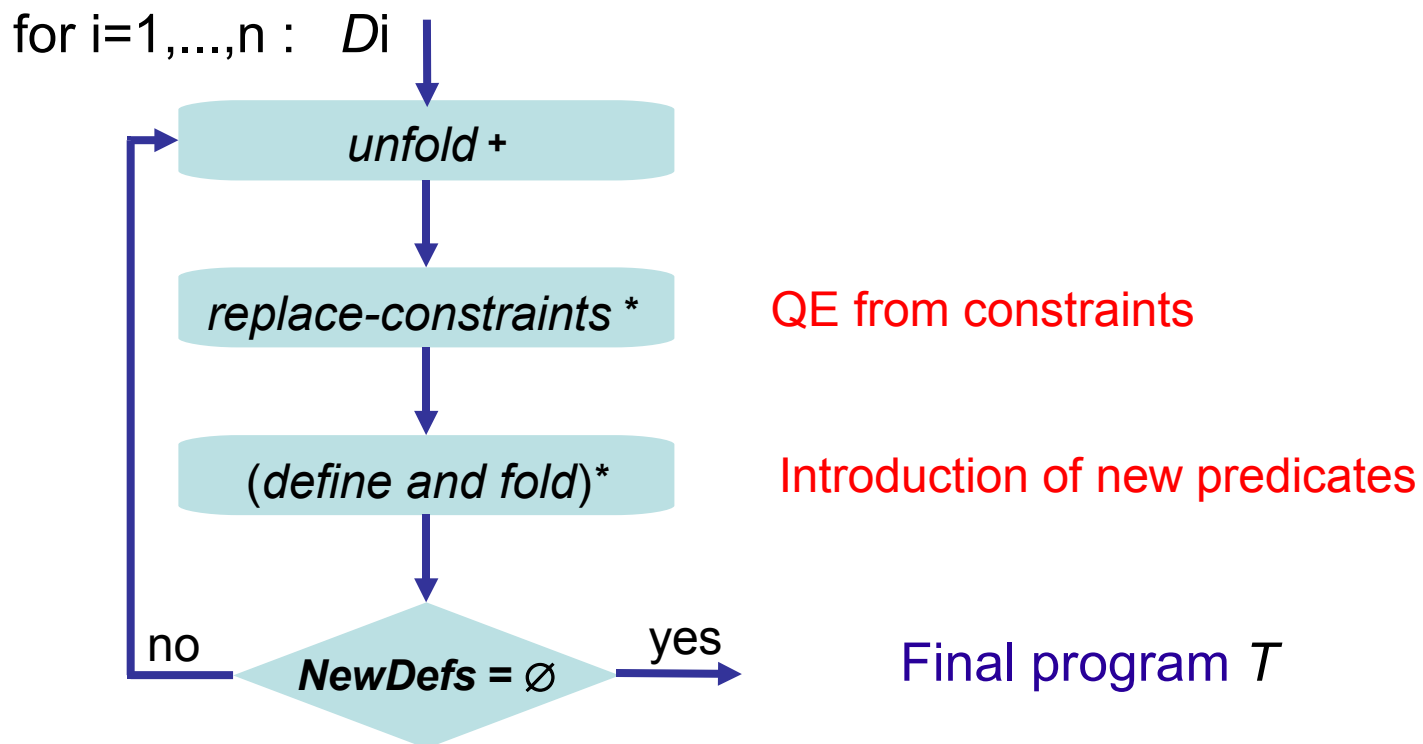 for i=1,...,n : Di
unfold +
replace-constraints *
QE from constraints
(define and fold)*
Introduction of new predicates
no
NewDefs = ∅
yes
Final program T